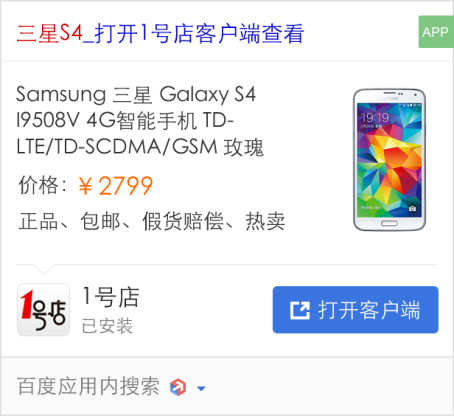 三星S4_打开1号店客户端查看
APP
Samsung 三星 Galaxy S4
I9508V 4G智能手机 TD-
LTE/TD-SCDMA/GSM 玫瑰
价格：￥2799
正品、包邮、假货赔偿、热卖
19:19
1号店
1号店
已安装
打开客户端
百度应用内搜索